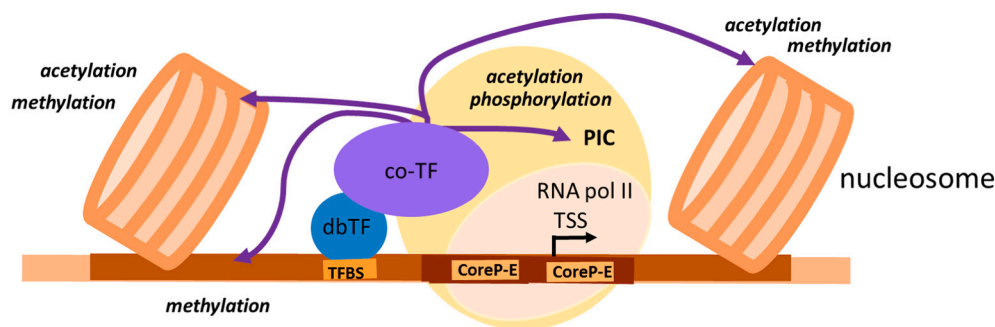 acetylation
methylation
acetylation
methylation
acetylation
phosphorylation
PIC
co-TF
RNA pol II
TSS
nucleosome
dbTF
TFBS
CoreP-E
CoreP-E
methylation